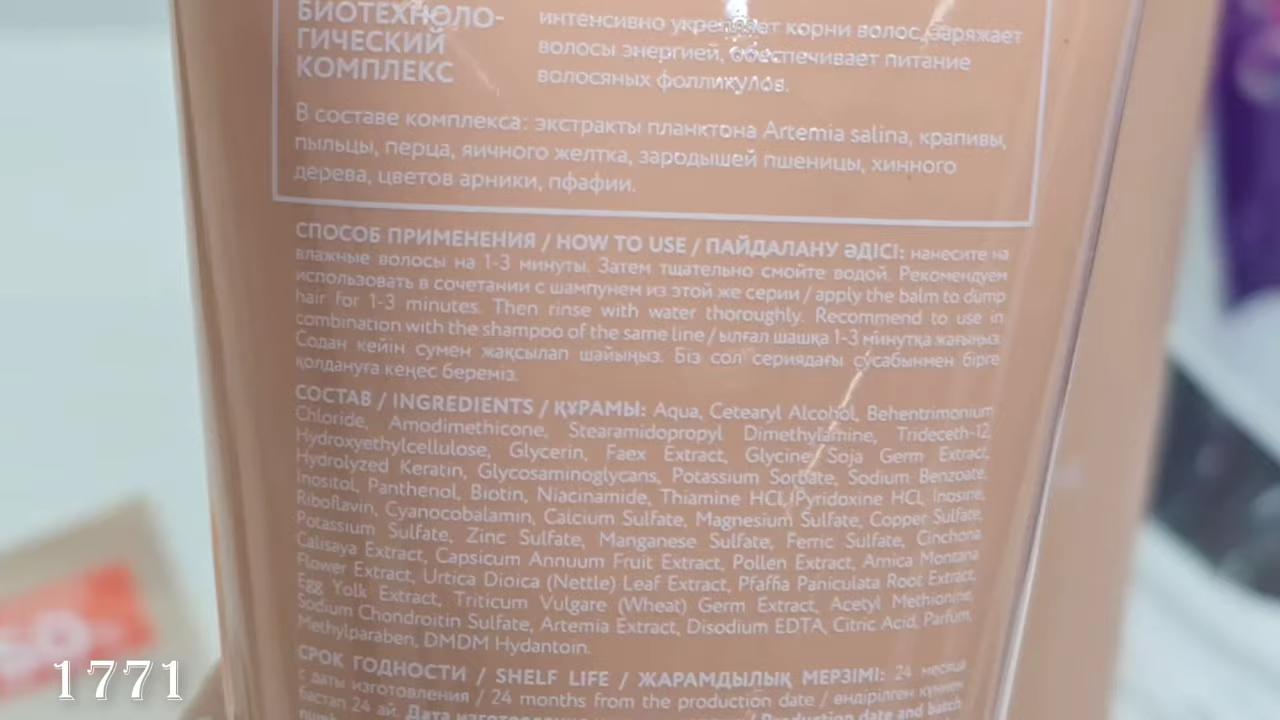 БИОТЕХНОЛО-
ГИЧЕСКИЙ
КОМПЛЕКС
интенсивно укрепляет корни волос, заряжает
волосы энергией, обеспечивает питание
волосяных фолликулов.
В составе комплекса: экстракты планктона Artemia salina, крапивы,
пыльцы, перца, яичного желтка, зародышей пшеницы, хинного
дерева, цветов арники, пфафии.
СПОСОБ ПРИМЕНЕНИЯ / HOW TO USE / ПАЙДАЛАНУ ӘДІСІ: нанесите на
влажные волосы на 1-3 минуты. Затем тщательно смойте водой. Рекомендуем
использовать в сочетании с шампунем из этой же серии / apply the balm to dump
hair for 1-3 minutes. Then rinse with water thoroughly. Recommend to use in
combination with the shampoo of the same line / ылғал шашқа 1-3 минутқа жағыңыз.
Содан кейін сумен жақсылап шайыңыз. Біз сол сериядағы сусабынмен бірге
қолдануға кеңес береміз.
СОСТАВ / INGREDIENTS / ҚҰРАМЫ: Aqua, Cetearyl Alcohol, Behentrimonium
Chloride, Amodimethicone, Stearamidopropyl Dimethylamine, Trideceth-12,
Hydroxyethylcellulose, Glycerin, Faex Extract, Glycine Soja Germ Extract,
Hydrolyzed Keratin, Glycosaminoglycans, Potassium Sorbate, Sodium Benzoate,
Inositol, Panthenol, Biotin, Niacinamide, Thiamine HCl, Pyridoxine HCl, Inosine,
Riboflavin, Cyanocobalamin, Calcium Sulfate, Magnesium Sulfate, Copper Sulfate,
Potassium Sulfate, Zinc Sulfate, Manganese Sulfate, Ferric Sulfate, Cinchona
Calisaya Extract, Capsicum Annuum Fruit Extract, Pollen Extract, Arnica Montana
Flower Extract, Urtica Dioica (Nettle) Leaf Extract, Pfaffia Paniculata Root Extract,
Egg Yolk Extract, Triticum Vulgare (Wheat) Germ Extract, Acetyl Methionine,
Sodium Chondroitin Sulfate, Artemia Extract, Disodium EDTA, Citric Acid, Parfum,
Methylparaben, DMDM Hydantoin.
СРОК ГОДНОСТИ / SHELF LIFE / ЖАРАМДЫЛЫҚ МЕРЗІМІ: 24 месяца
с даты изготовления / 24 months from the production date / өндірілген күннен
бастап 24 ай. Дата изготовления / Production date and batch
1771